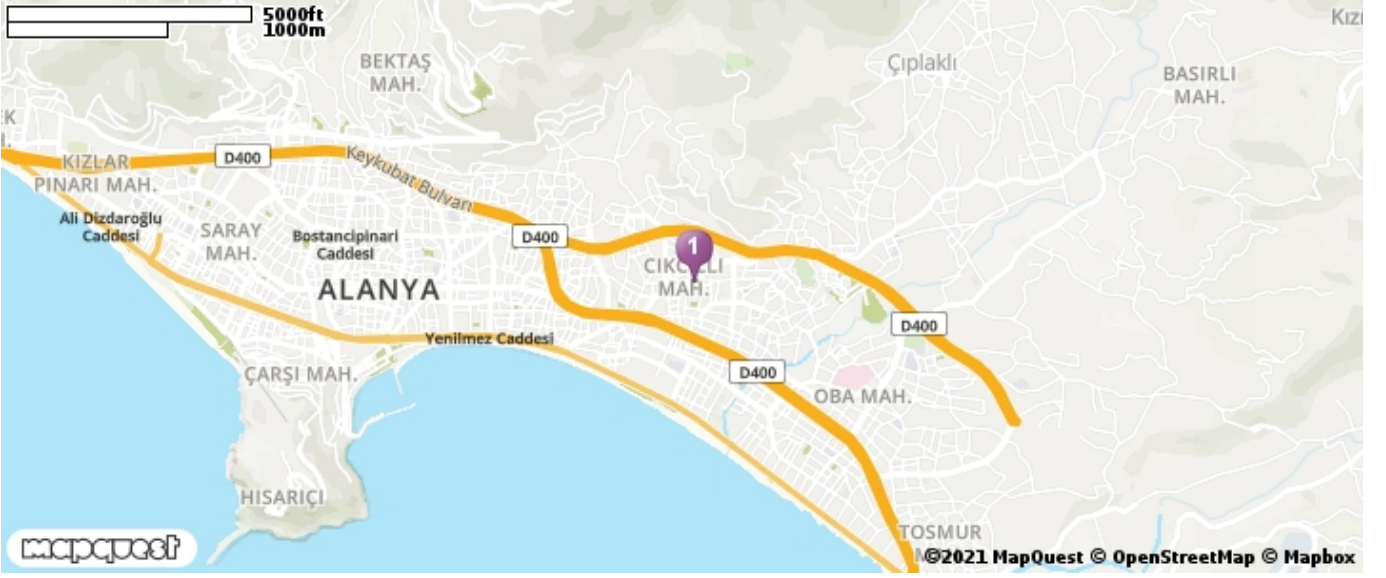 5000ft
1000m
BEKTAŞ
MAH.
Çıplaklı
BASIRLI
MAH.
D400
Keykubat Bulvarı
KIZLAR
PINARI MAH.
Ali Dizdaroğlu
Caddesi
SARAY
MAH.
Bostancipinari
Caddesi
D400
1
MAH.
ALANYA
D400
Yenilmez Caddesi
D400
ÇARŞI MAH.
OBA MAH.
HISARIÇI
TOSMUR
mapquest
©2021 MapQuest © OpenStreetMap © Mapbox